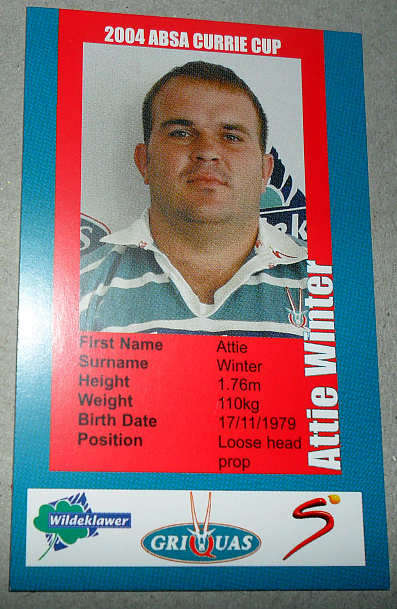 2004 ABSA CURRIE CUP
First Name Attie
Surname Winter
Height 1.76m
Weight 110kg
Birth Date 17/11/1979
Position Loose head
prop
Attie Winter
Wildeklawer
GRIQUAS
S